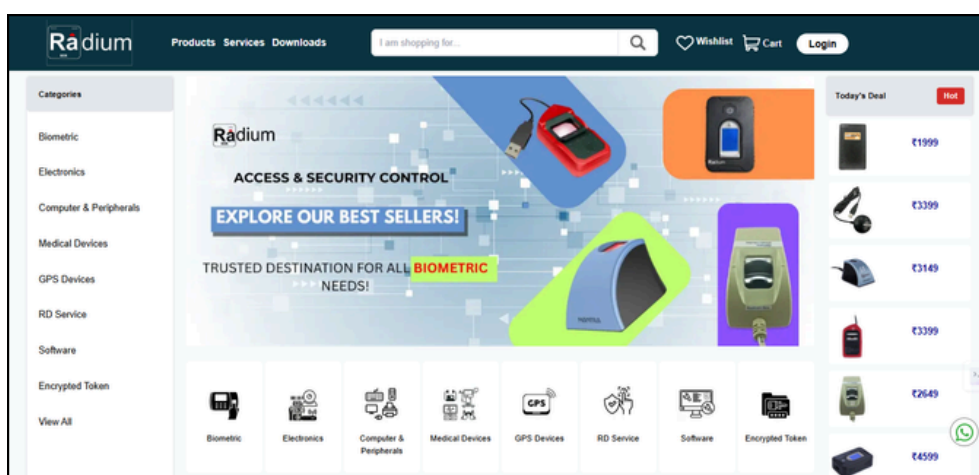 Radium
Products Services Downloads
I am shopping for...
Wishlist
Cart
Login
Categories
Biometric
Electronics
Computer & Peripherals
Medical Devices
GPS Devices
RD Service
Software
Encrypted Token
View All
Radium
ACCESS & SECURITY CONTROL
EXPLORE OUR BEST SELLERS!
TRUSTED DESTINATION FOR ALL BIOMETRIC
NEEDS!
Today's Deal
Hot
₹1999
₹3399
₹3149
₹3399
₹2649
₹4599
Biometric
Electronics
Computer &
Peripherals
Medical Devices
GPS
GPS Devices
RD Service
Software
Encrypted Token